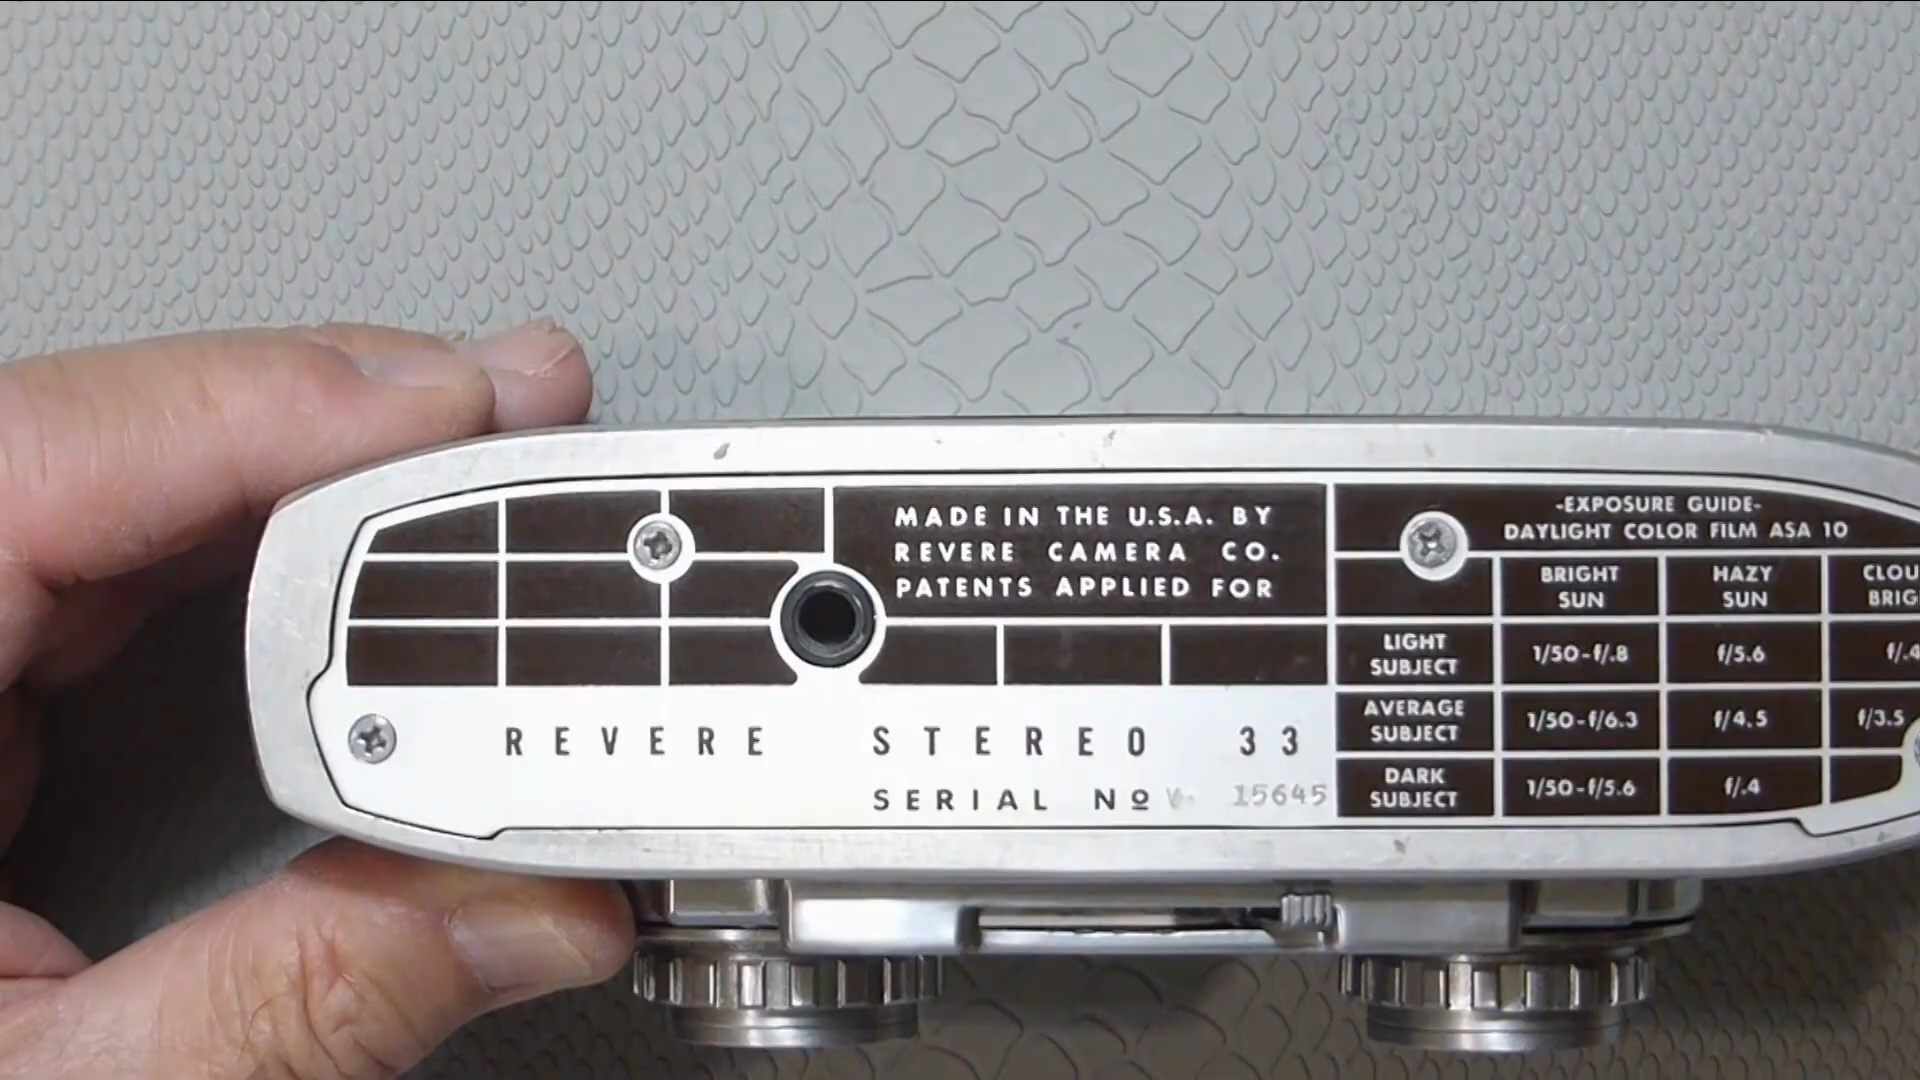 MADE IN THE U.S.A. BY
REVERE CAMERA CO.
PATENTS APPLIED FOR
REVERE STEREO 33
SERIAL Nº 15645
-EXPOSURE GUIDE-
DAYLIGHT COLOR FILM ASA 10
BRIGHT SUN
HAZY SUN
LIGHT SUBJECT
1/50-f/.8
f/5.6
f/.4
AVERAGE SUBJECT
1/50-f/6.3
f/4.5
f/3.5
DARK SUBJECT
1/50-f/5.6
f/.4